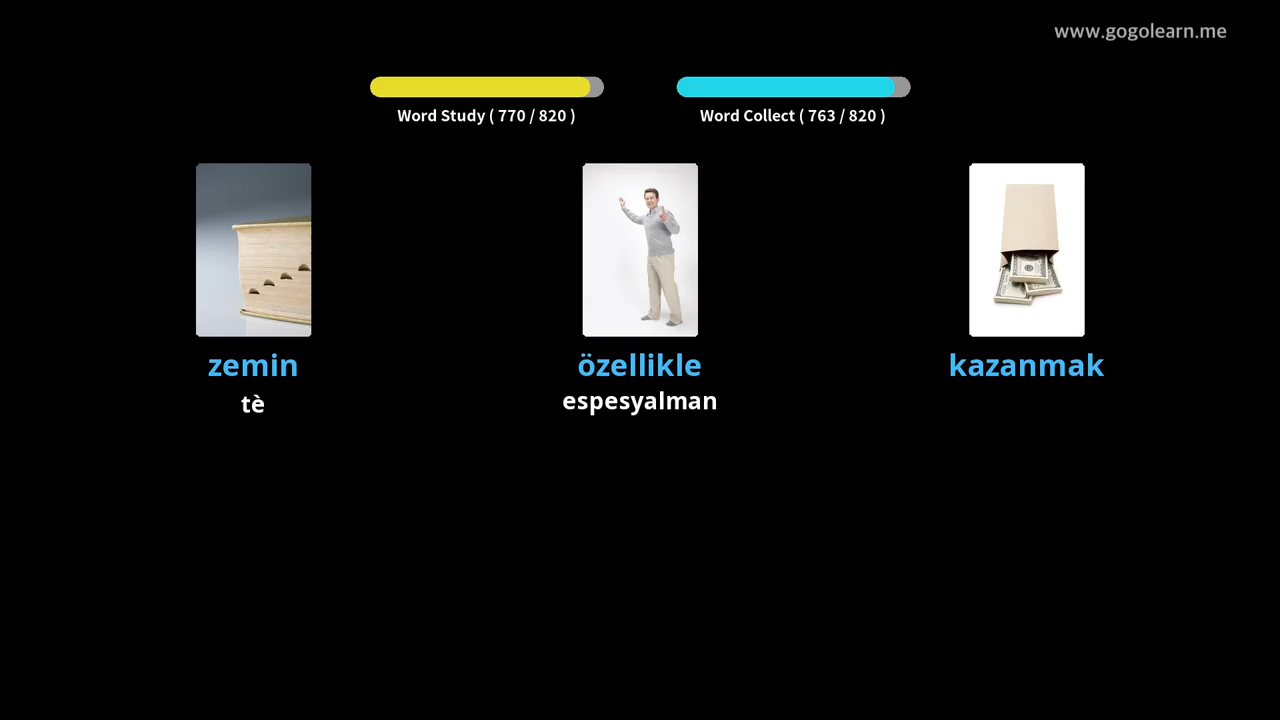 www.gogolearn.me
Word Study ( 770 / 820 )
Word Collect ( 763 / 820 )
zemin
özellikle
kazanmak
tè
espesyalman